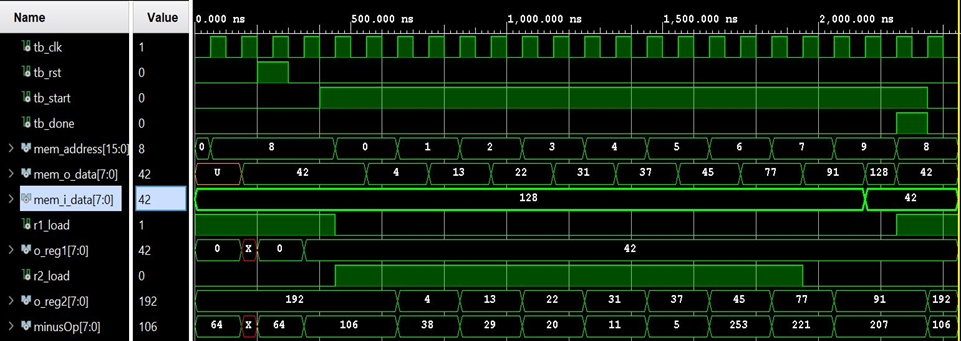 Name Value 0.000 ns 500.000 ns 1,000.000 ns 1,500.000 ns 2,000.000 ns
tb_clk 1
tb_rst 0
tb_start 0
tb_done 0
mem_address[15:0] 8 0 8 0 1 2 3 4 5 6 7 9 8
mem_o_data[7:0] 42 U 42 4 13 22 31 37 45 77 91 128 42
mem_i_data[7:0] 42 128 42
r1_load 1
o_reg1[7:0] 42 0 X 0 42
r2_load 0
o_reg2[7:0] 192 192 4 13 22 31 37 45 77 91 192
minusOp[7:0] 106 64 X 64 106 38 29 20 11 5 253 221 207 106